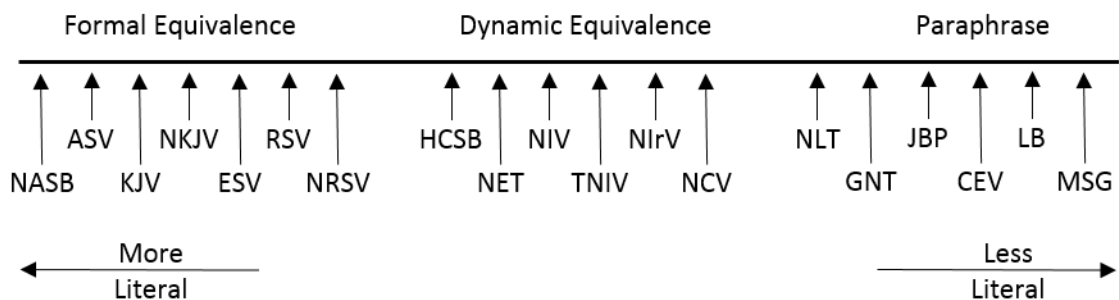 Formal Equivalence Dynamic Equivalence Paraphrase
ASV NKJV RSV HCSB NIV NIrV NLT JBP LB
NASB KJV ESV NRSV NET TNIV NCV GNT CEV MSG
More Less
Literal Literal